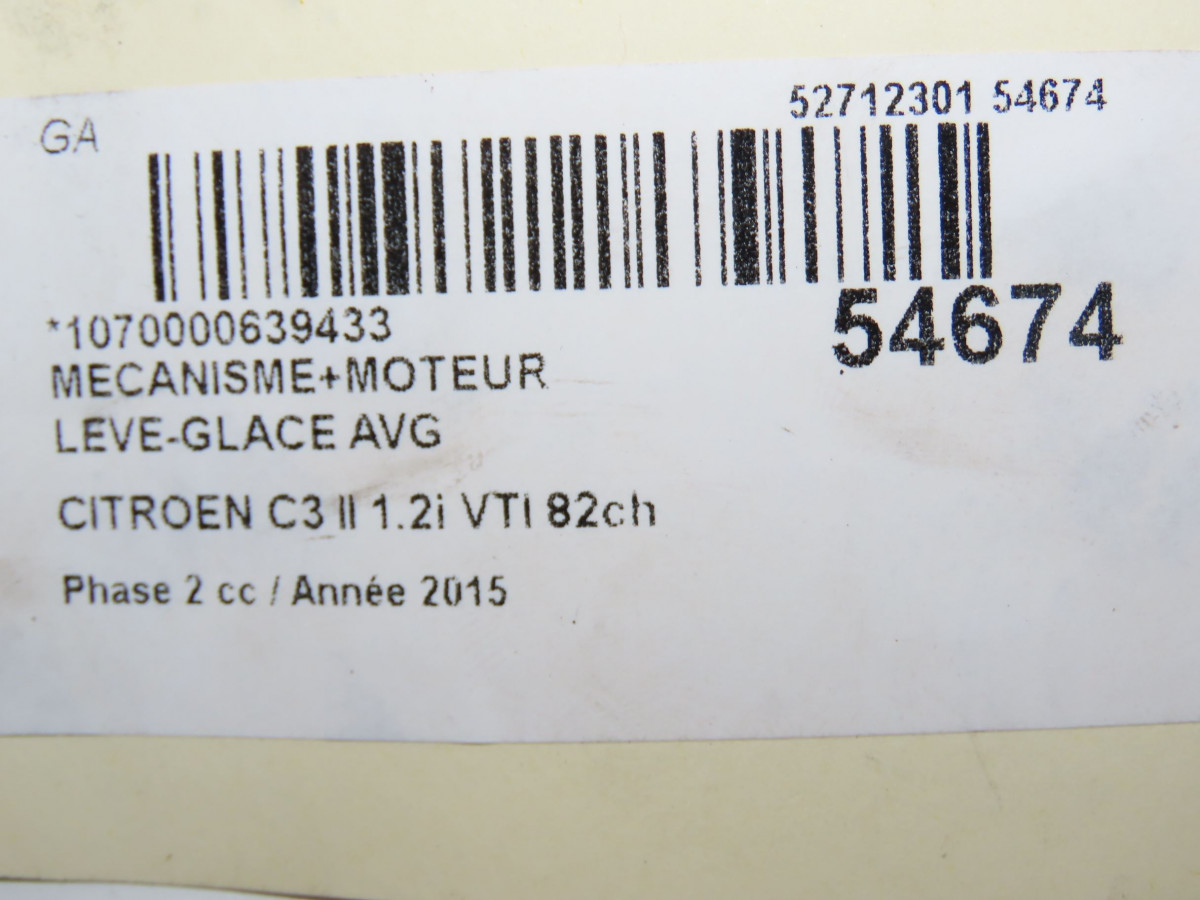 GA
52712301 54674
54674
*1070000639433
MECANISME+MOTEUR
LEVE-GLACE AVG
CITROEN C3 II 1.2i VTI 82ch
Phase 2 cc / Année 2015